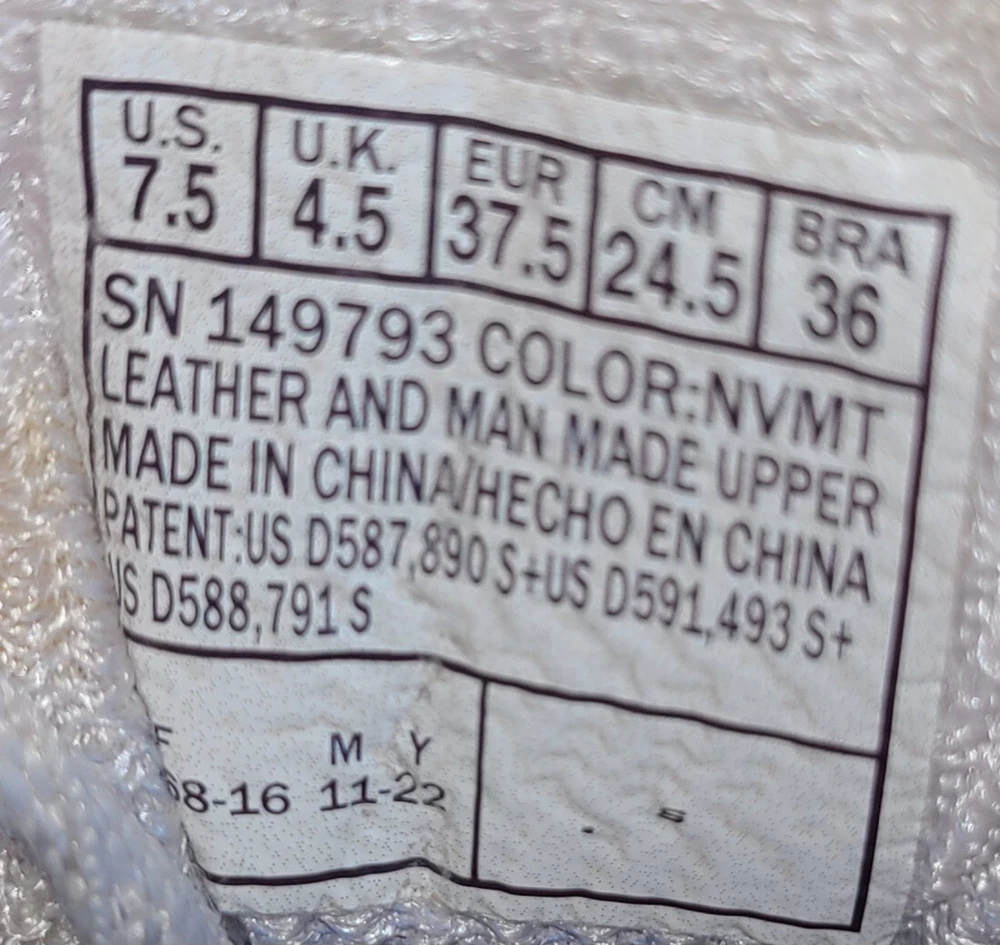 U.S. U.K. EUR CM BRA
7.5 4.5 37.5 24.5 36
SN 149793 COLOR:NVMT
LEATHER AND MAN MADE UPPER
MADE IN CHINA/HECHO EN CHINA
PATENT:US D587,890 S+US D591,493 S+
US D588,791 S
F M Y
68-16 11-22